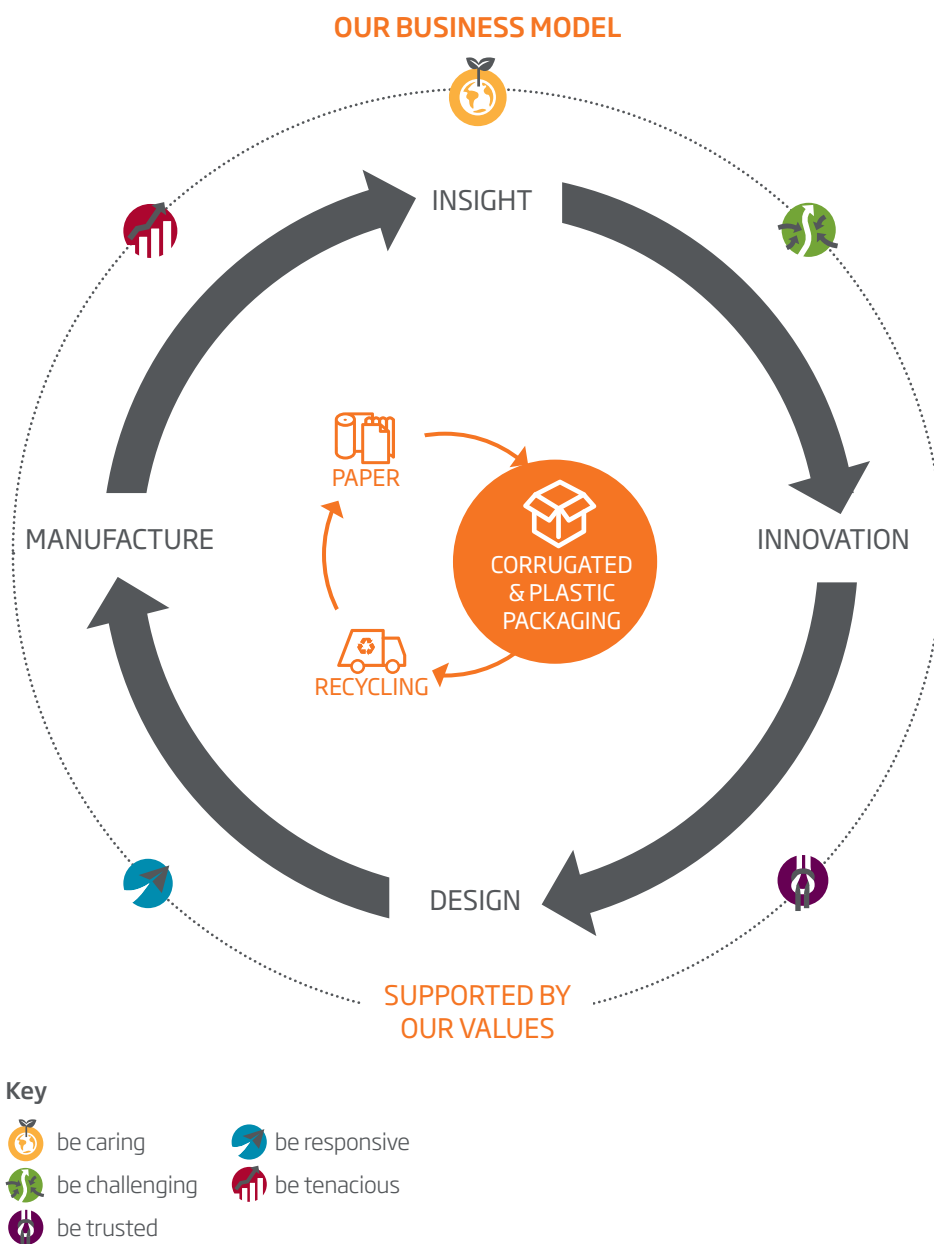 OUR BUSINESS MODEL
INSIGHT
PAPER
MANUFACTURE
CORRUGATED
& PLASTIC
PACKAGING
INNOVATION
RECYCLING
DESIGN
SUPPORTED BY
OUR VALUES
Key
be caring
be responsive
be challenging
be tenacious
be trusted